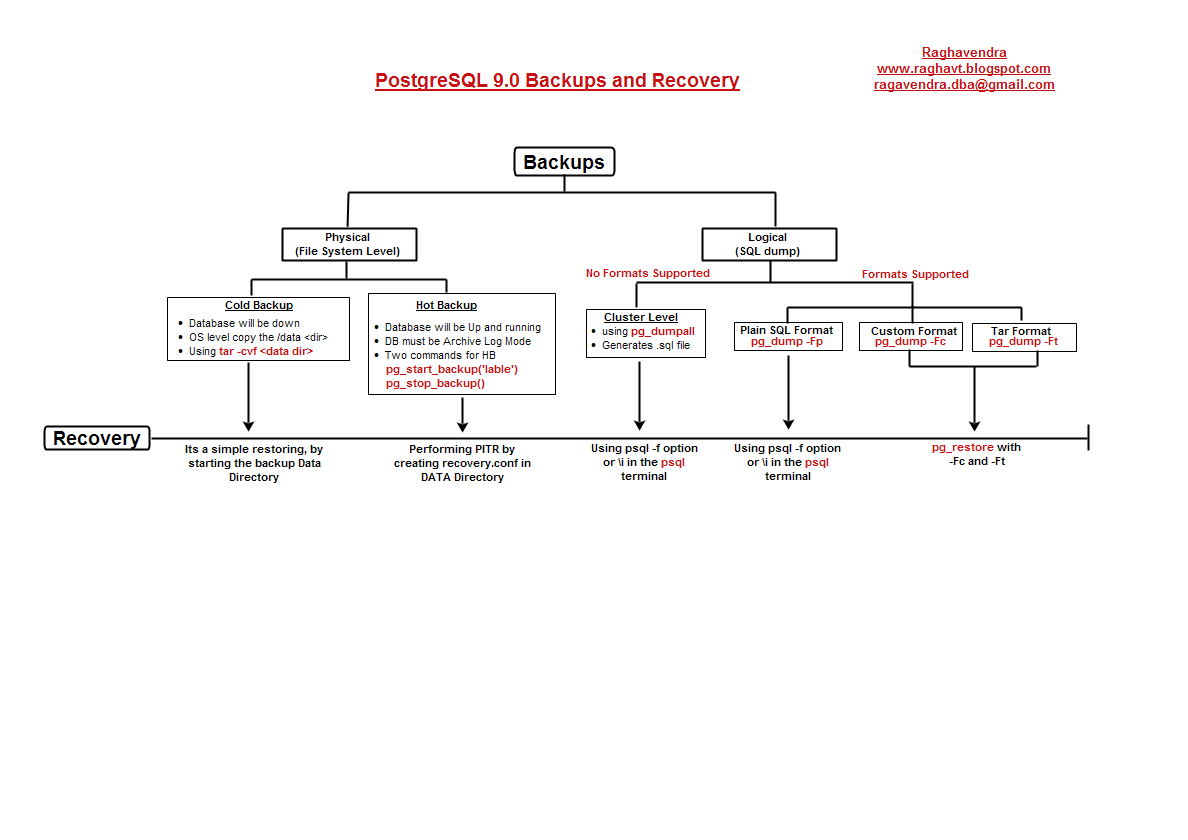 Raghavendra
www.raghavt.blogspot.com
ragavendra.dba@gmail.com
PostgreSQL 9.0 Backups and Recovery
Backups
Physical
(File System Level)
Logical
(SQL dump)
No Formats Supported
Formats Supported
Cold Backup
• Database will be down
• OS level copy the /data <dir>
• Using tar -cvf <data dir>
Hot Backup
• Database will be Up and running
• DB must be Archive Log Mode
• Two commands for HB
pg_start_backup('lable')
pg_stop_backup()
Cluster Level
• using pg_dumpall
• Generates .sql file
Plain SQL Format
pg_dump -Fp
Custom Format
pg_dump -Fc
Tar Format
pg_dump -Ft
Recovery
Its a simple restoring, by
starting the backup Data
Directory
Performing PITR by
creating recovery.conf in
DATA Directory
Using psql -f option
or \i in the psql
terminal
Using psql -f option
or \i in the psql
terminal
pg_restore with
-Fc and -Ft